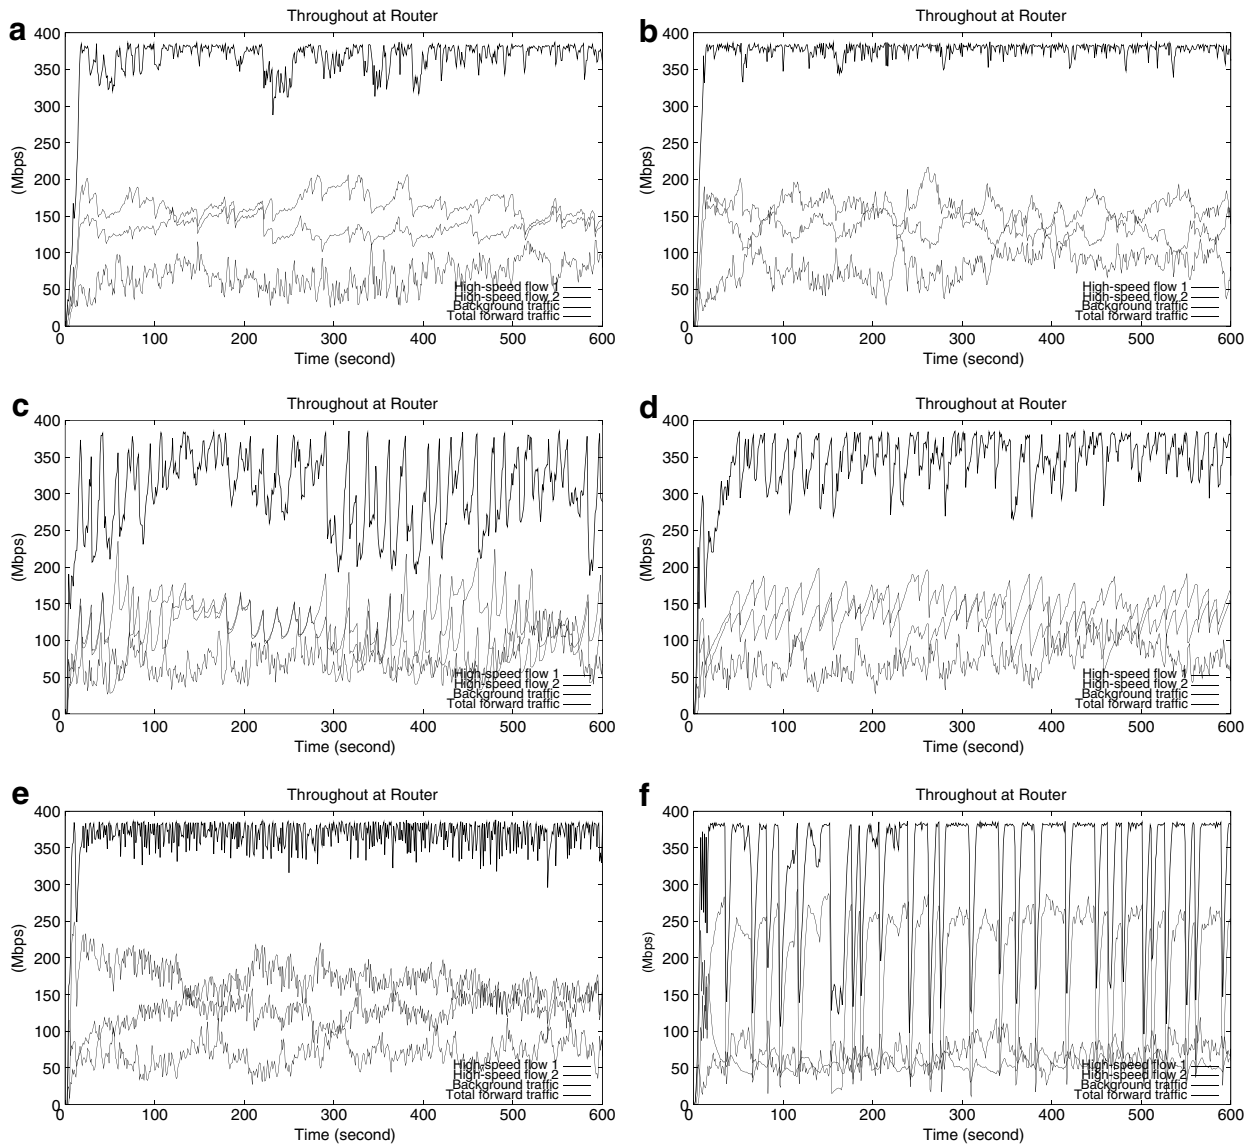 a
Throughout at Router
400
350
300
250
200
150
100
50
0
(Mbps)
0 100 200 300 400 500 600
Time (second)
High-speed flow 1
High-speed flow 2
Background traffic
Total forward traffic
b
Throughout at Router
400
350
300
250
200
150
100
50
0
(Mbps)
0 100 200 300 400 500 600
Time (second)
High-speed flow 1
High-speed flow 2
Background traffic
Total forward traffic
c
Throughout at Router
400
350
300
250
200
150
100
50
0
(Mbps)
0 100 200 300 400 500 600
Time (second)
High-speed flow 1
High-speed flow 2
Background traffic
Total forward traffic
d
Throughout at Router
400
350
300
250
200
150
100
50
0
(Mbps)
0 100 200 300 400 500 600
Time (second)
High-speed flow 1
High-speed flow 2
Background traffic
Total forward traffic
e
Throughout at Router
400
350
300
250
200
150
100
50
0
(Mbps)
0 100 200 300 400 500 600
Time (second)
High-speed flow 1
High-speed flow 2
Background traffic
Total forward traffic
f
Throughout at Router
400
350
300
250
200
150
100
50
0
(Mbps)
0 100 200 300 400 500 600
Time (second)
High-speed flow 1
High-speed flow 2
Background traffic
Total forward traffic